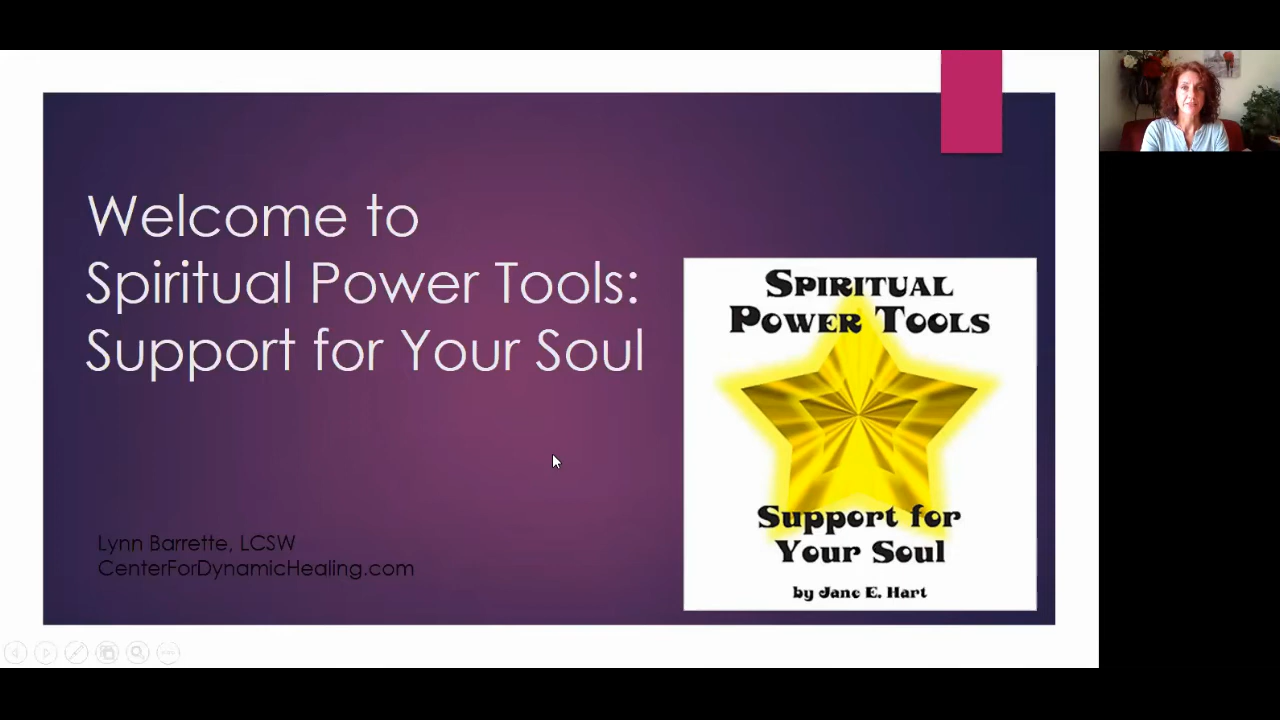 Welcome to
Spiritual Power Tools:
Support for Your Soul
Lynn Barrette, LCSW
CenterForDynamicHealing.com
SPIRITUAL
POWER TOOLS
Support for
Your Soul
by Jane E. Hart